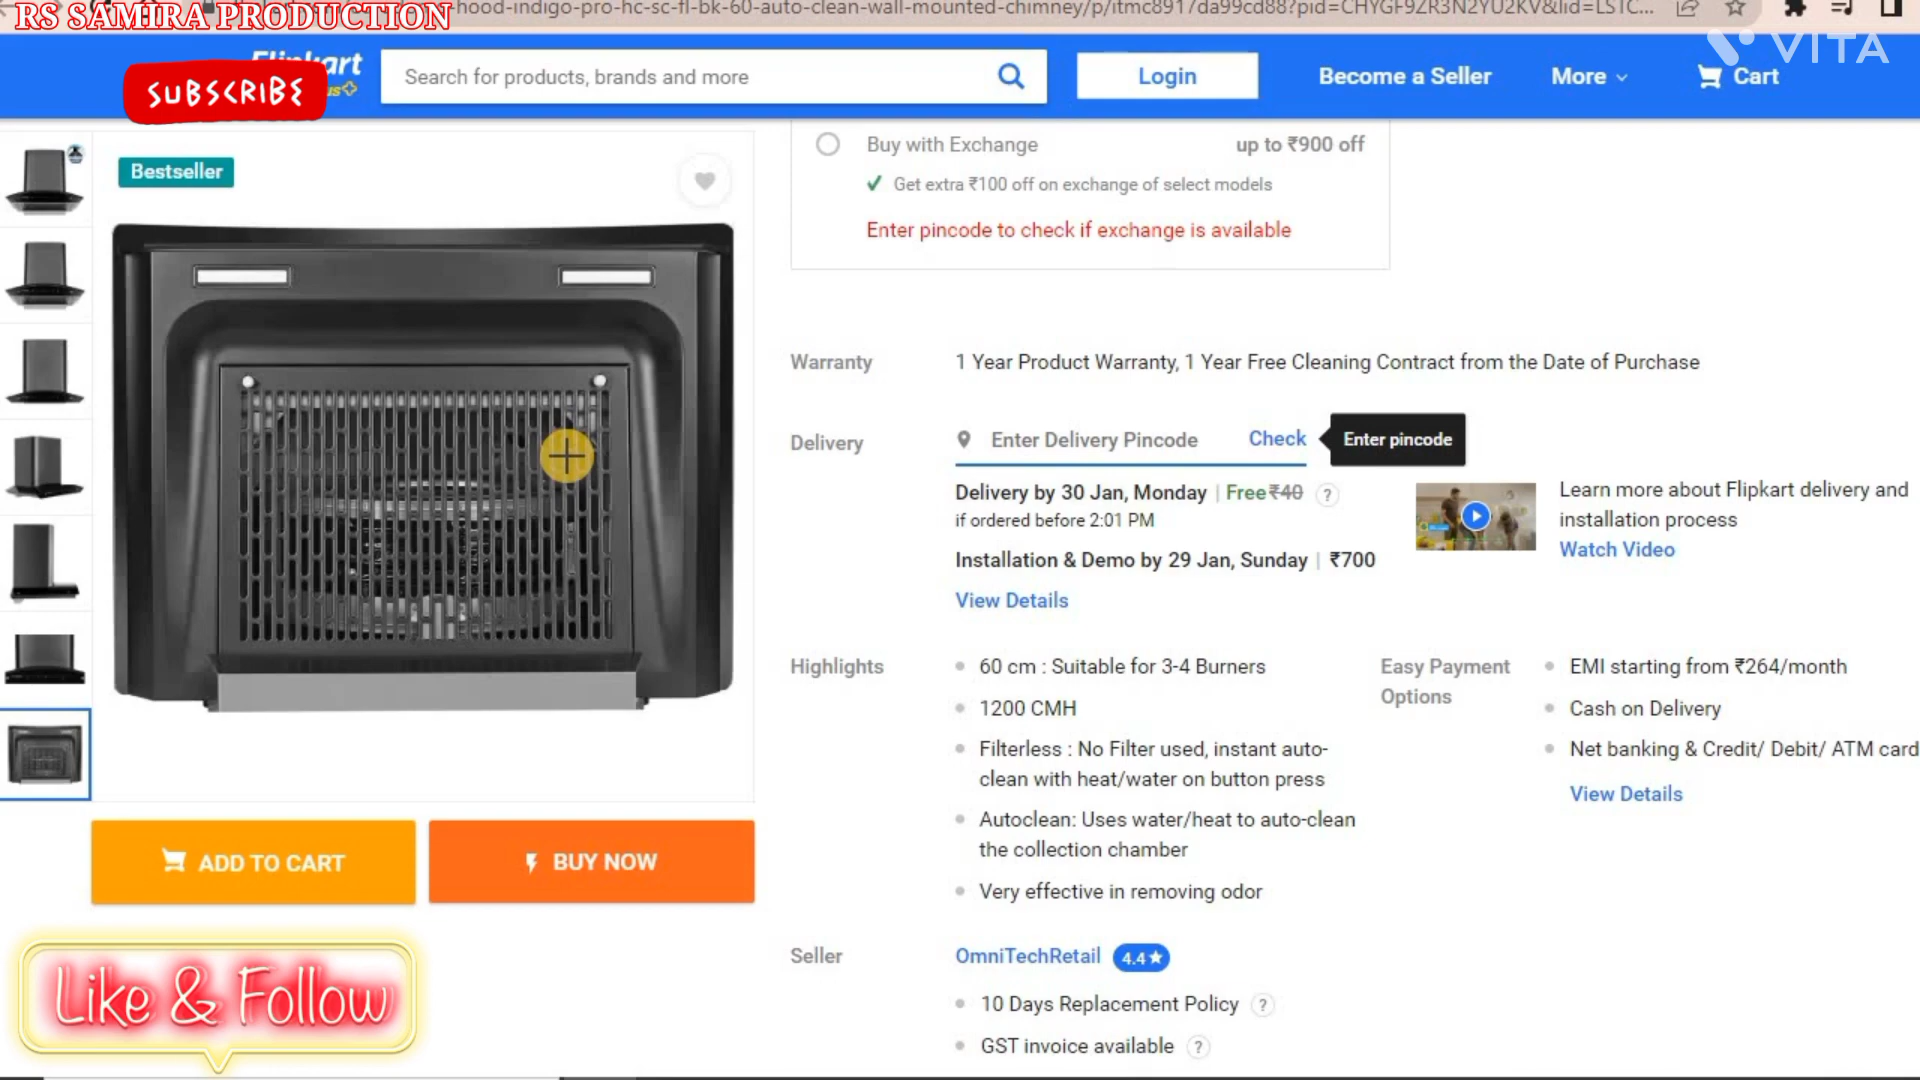 RS SAMIRA PRODUCTION
-hood-indigo-pro-hc-sc-fl-bk-60-auto-clean-wall-mounted-chimney/p/itmc8917da99cd88?pid=CHYGF9ZR3N2YU2KV&lid=LSTC...
VITA
Flipkart
SUBSCRIBE
Search for products, brands and more
Login
Become a Seller
More
Cart
Bestseller
Buy with Exchange
up to ₹900 off
Get extra ₹100 off on exchange of select models
Enter pincode to check if exchange is available
Warranty
1 Year Product Warranty, 1 Year Free Cleaning Contract from the Date of Purchase
Delivery
Enter Delivery Pincode
Check
Enter pincode
Delivery by 30 Jan, Monday | Free ₹40 ?
if ordered before 2:01 PM
Installation & Demo by 29 Jan, Sunday | ₹700
View Details
Learn more about Flipkart delivery and
installation process
Watch Video
Highlights
60 cm : Suitable for 3-4 Burners
1200 CMH
Filterless : No Filter used, instant auto-
clean with heat/water on button press
Autoclean: Uses water/heat to auto-clean
the collection chamber
Very effective in removing odor
Easy Payment
Options
EMI starting from ₹264/month
Cash on Delivery
Net banking & Credit/ Debit/ ATM card
View Details
ADD TO CART
BUY NOW
Seller
OmniTechRetail 4.4★
10 Days Replacement Policy ?
GST invoice available ?
Like & Follow